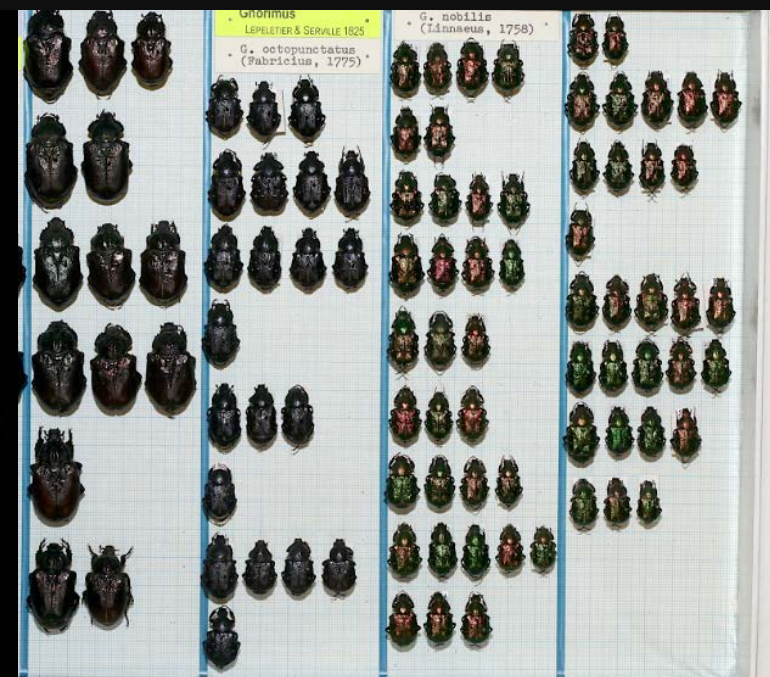 Gnorimus
LEPELETIER & SERVILLE 1825
G. octopunctatus
(Fabricius, 1775)
G. nobilis
(Linnaeus, 1758)